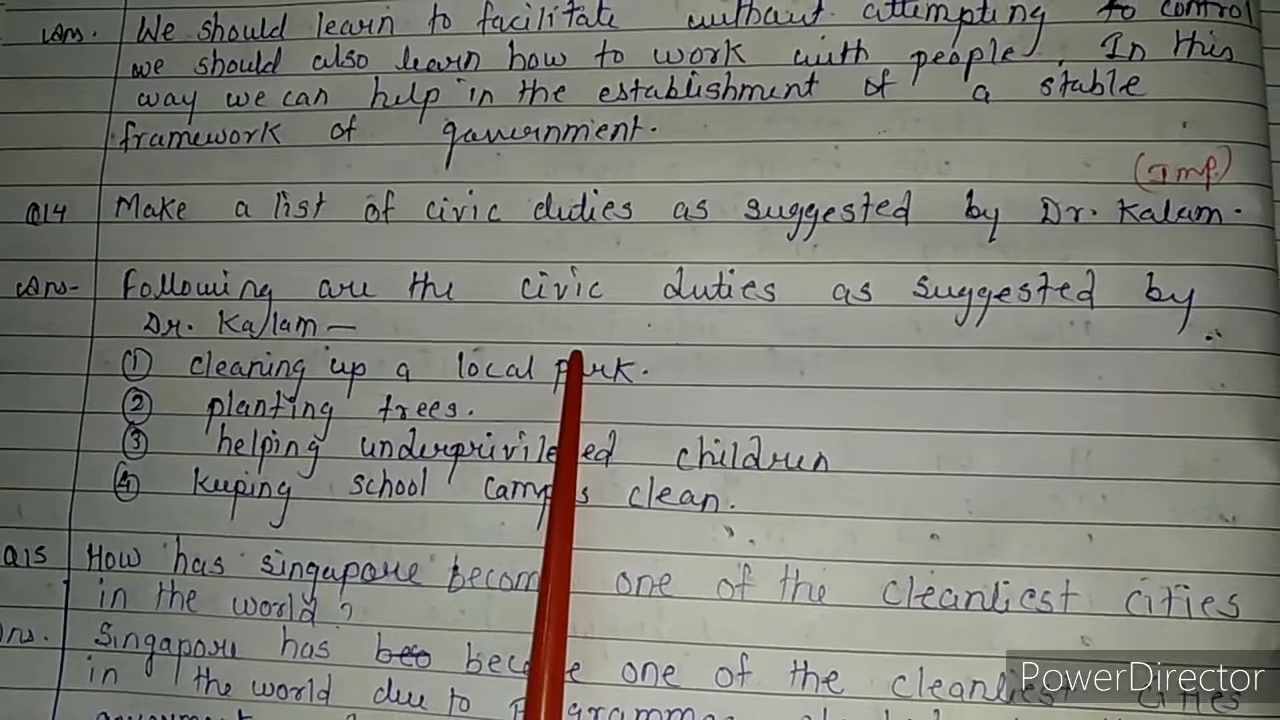 Ans. We should learn to facilitate without attempting to control
we should also learn how to work with people. In this
way we can help in the establishment of a stable
framework of government.
(Imp)
Q14 Make a list of civic duties as suggested by Dr. Kalam.
Ans- Following are the civic duties as suggested by
Dr. Kalam —
① cleaning up a local park.
② planting trees.
③ helping underprivileged children
④ keeping school campus clean.
Q15 How has singapore become one of the cleanliest cities
in the world?
Ans. Singapore has become one of the cleanliest cities
in the world due to
PowerDirector